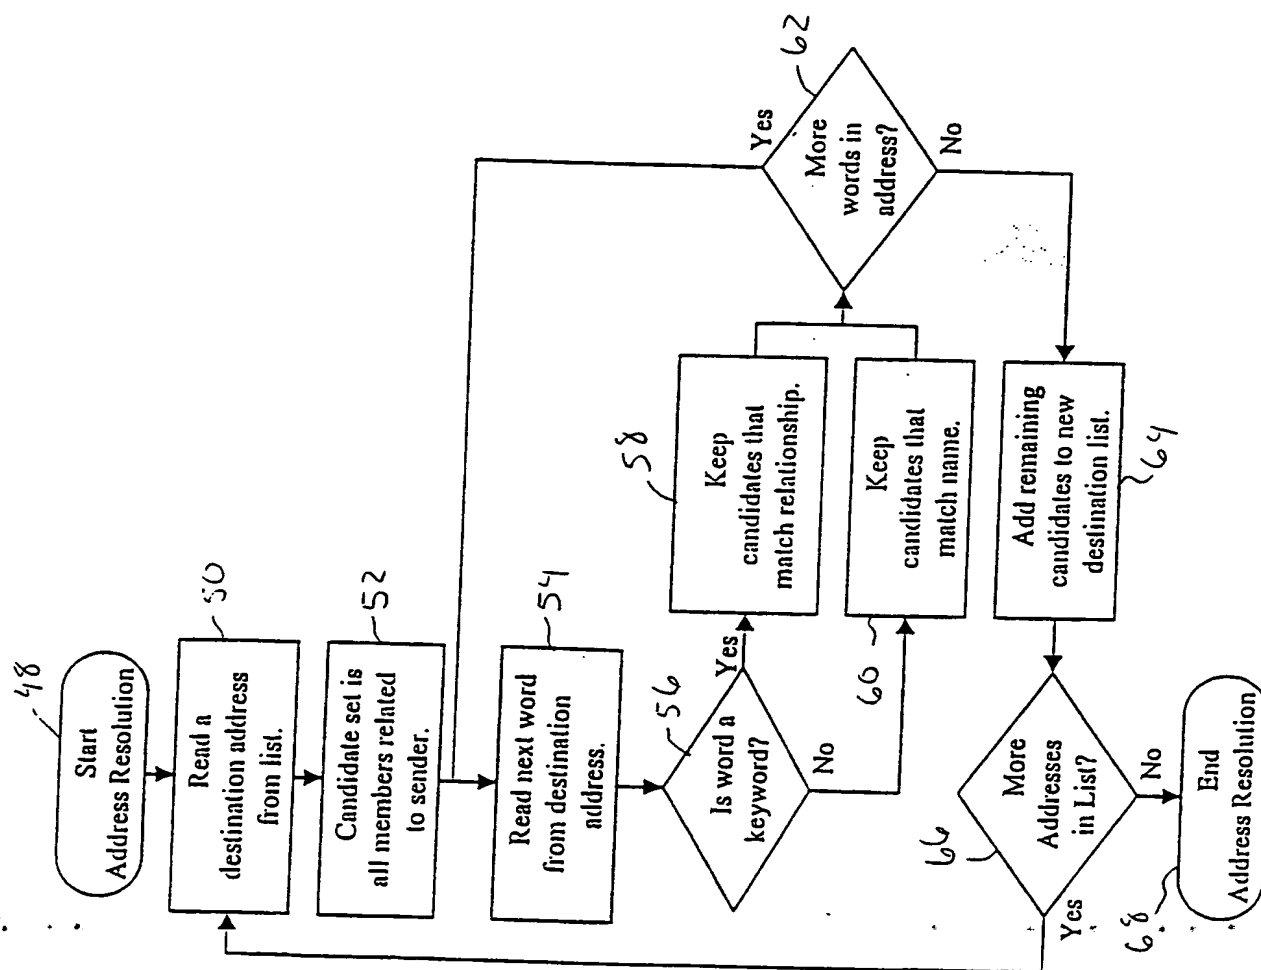 48
Start
Address Resolution
50
Read a
destination address
from list.
52
Candidate set is
all members related
to sender.
54
Read next word
from destination
address.
56
Is word a
keyword?
Yes
No
58
Keep
candidates that
match relationship.
60
Keep
candidates that
match name.
62
More
words in
address?
Yes
No
64
Add remaining
candidates to new
destination list.
66
More
Addresses
in List?
Yes
No
68
End
Address Resolution